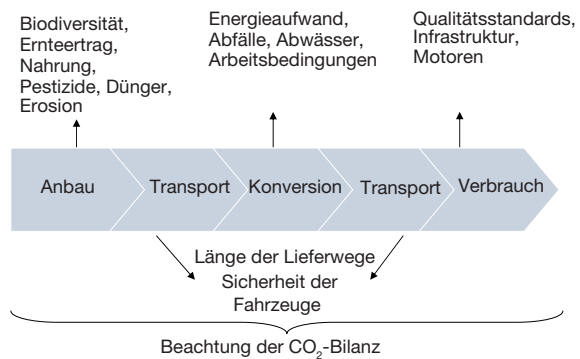 Biodiversität,
Ernteertrag,
Nahrung,
Pestizide, Dünger,
Erosion
Energieaufwand,
Abfälle, Abwässer,
Arbeitsbedingungen
Qualitätsstandards,
Infrastruktur,
Motoren
Anbau
Transport
Konversion
Transport
Verbrauch
Länge der Lieferwege
Sicherheit der
Fahrzeuge
Beachtung der CO₂-Bilanz